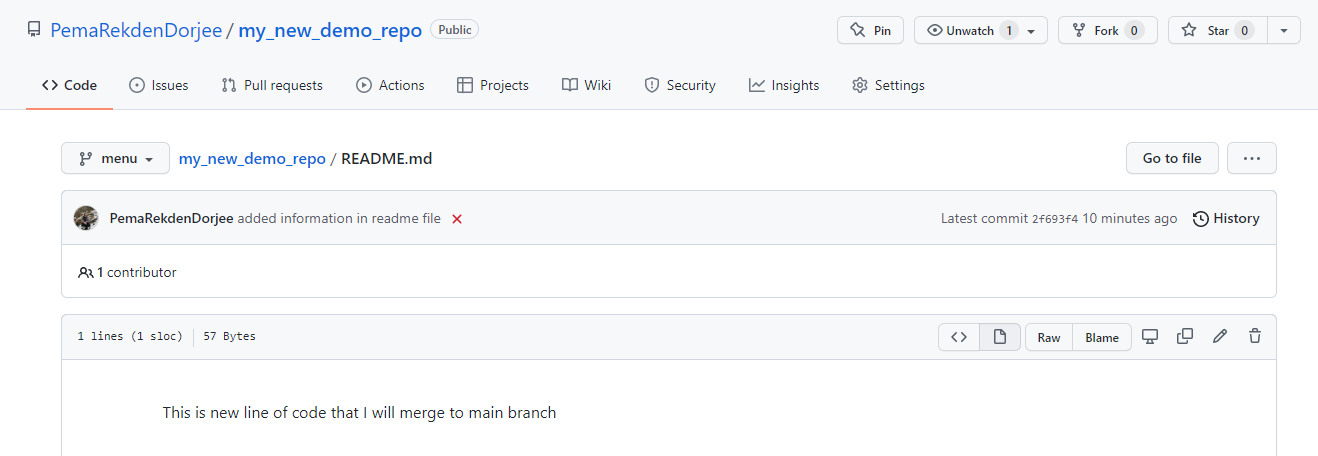 PemaRekdenDorjee / my_new_demo_repo Public Pin Unwatch 1 Fork 0 Star 0
Code Issues Pull requests Actions Projects Wiki Security Insights Settings
menu my_new_demo_repo / README.md Go to file ...
PemaRekdenDorjee added information in readme file Latest commit 2f693f4 10 minutes ago History
1 contributor
1 lines (1 sloc) 57 Bytes Raw Blame
This is new line of code that I will merge to main branch